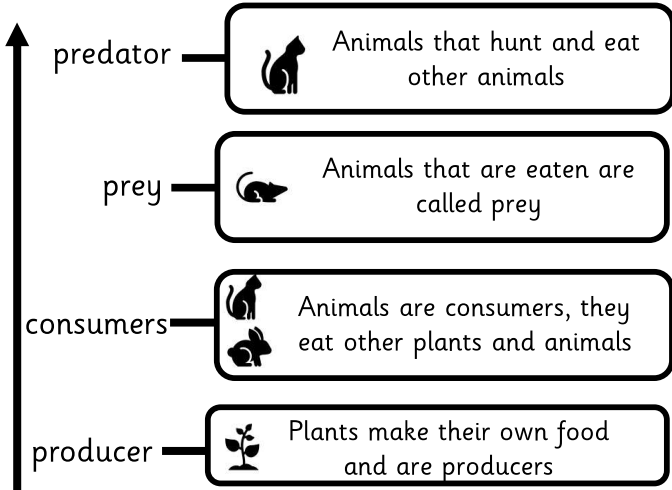 predator
Animals that hunt and eat
other animals
prey
Animals that are eaten are
called prey
consumers
Animals are consumers, they
eat other plants and animals
producer
Plants make their own food
and are producers